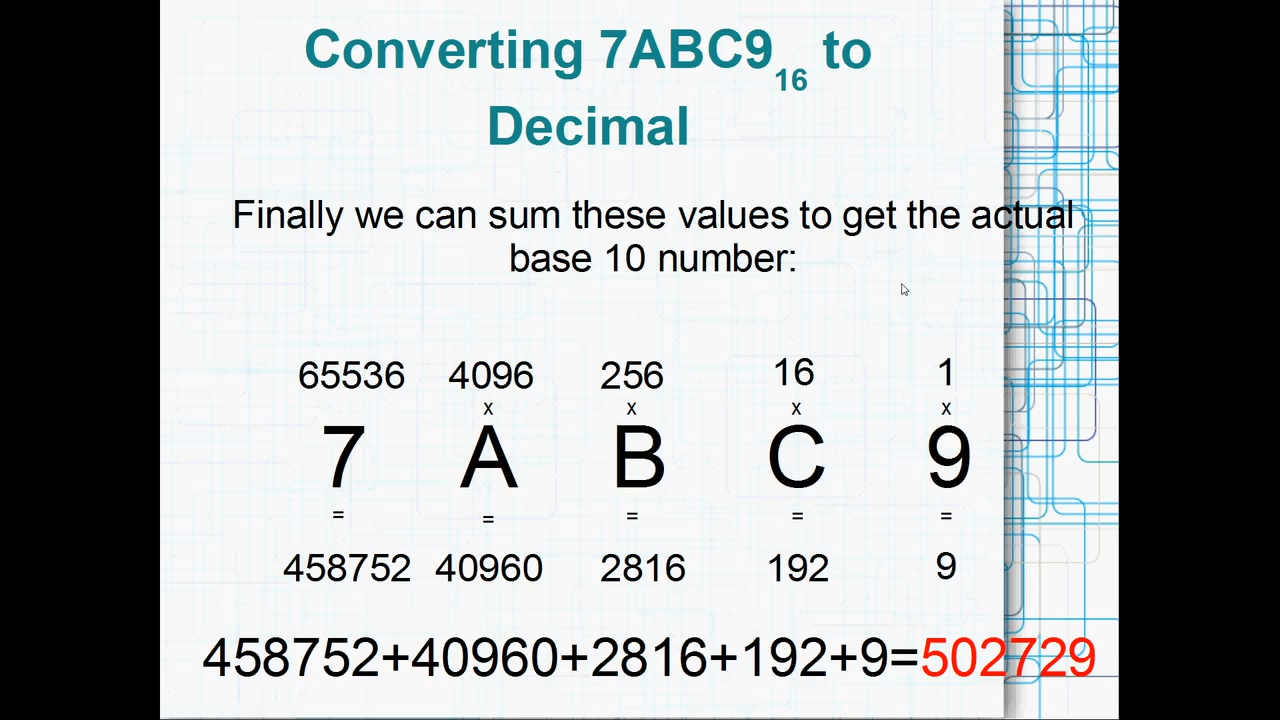 Converting 7ABC9₁₆ to
Decimal
Finally we can sum these values to get the actual
base 10 number:
65536 4096 256 16 1
x x x x
7 A B C 9
= = = = =
458752 40960 2816 192 9
458752+40960+2816+192+9=502729